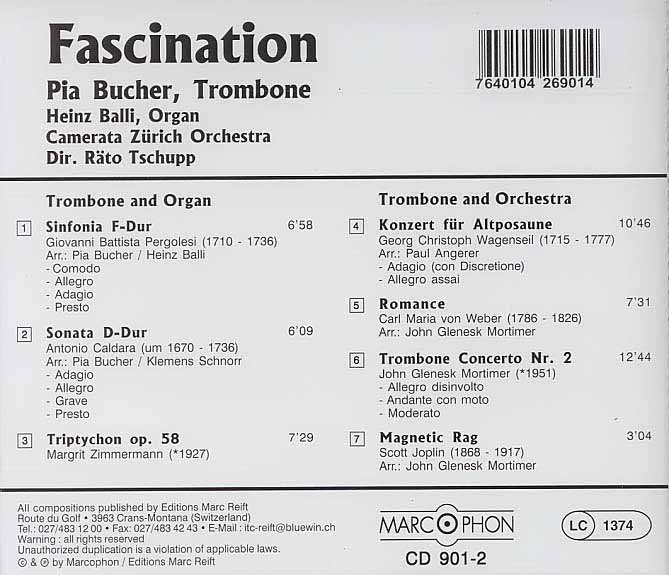 Fascination
Pia Bucher, Trombone
Heinz Balli, Organ
Camerata Zürich Orchestra
Dir. Räto Tschupp
7640104 269014
Trombone and Organ
1 Sinfonia F-Dur 6'58
Giovanni Battista Pergolesi (1710 - 1736)
Arr.: Pia Bucher / Heinz Balli
- Comodo
- Allegro
- Adagio
- Presto
2 Sonata D-Dur 6'09
Antonio Caldara (um 1670 - 1736)
Arr.: Pia Bucher / Klemens Schnorr
- Adagio
- Allegro
- Grave
- Presto
3 Triptychon op. 58 7'29
Margrit Zimmermann (*1927)
Trombone and Orchestra
4 Konzert für Altposaune 10'46
Georg Christoph Wagenseil (1715 - 1777)
Arr.: Paul Angerer
- Adagio (con Discretione)
- Allegro assai
5 Romance 7'31
Carl Maria von Weber (1786 - 1826)
Arr.: John Glenesk Mortimer
6 Trombone Concerto Nr. 2 12'44
John Glenesk Mortimer (*1951)
- Allegro disinvolto
- Andante con moto
- Moderato
7 Magnetic Rag 3'04
Scott Joplin (1868 - 1917)
Arr.: John Glenesk Mortimer
All compositions published by Editions Marc Reift
Route du Golf • 3963 Crans-Montana (Switzerland)
Tel.: 027/483 12 00 • Fax: 027/483 42 43 • E-Mail : itc-reift@bluewin.ch
Warning : all rights reserved
Unauthorized duplication is a violation of applicable laws.
© & ℗ by Marcophon / Editions Marc Reift
MARCOPHON
CD 901-2
LC 1374